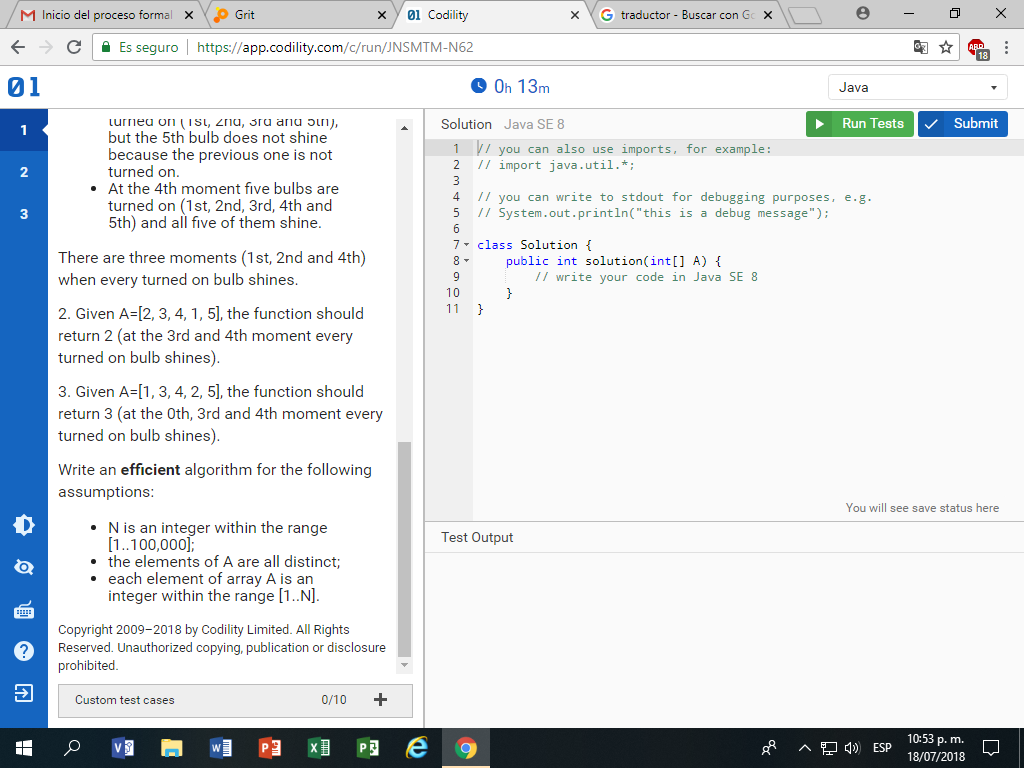 Inicio del proceso formal
Grit
Codility
traductor - Buscar con Go
Es seguro
https://app.codility.com/c/run/JNSMTM-N62
ABP
18
01
0h 13m
Java
1
2
3
turned on (1st, 2nd, 3rd and 5th),
but the 5th bulb does not shine
because the previous one is not
turned on.
• At the 4th moment five bulbs are
turned on (1st, 2nd, 3rd, 4th and
5th) and all five of them shine.
There are three moments (1st, 2nd and 4th)
when every turned on bulb shines.
2. Given A=[2, 3, 4, 1, 5], the function should
return 2 (at the 3rd and 4th moment every
turned on bulb shines).
3. Given A=[1, 3, 4, 2, 5], the function should
return 3 (at the 0th, 3rd and 4th moment every
turned on bulb shines).
Write an efficient algorithm for the following
assumptions:
• N is an integer within the range
[1..100,000];
• the elements of A are all distinct;
• each element of array A is an
integer within the range [1..N].
Copyright 2009–2018 by Codility Limited. All Rights
Reserved. Unauthorized copying, publication or disclosure
prohibited.
Custom test cases 0/10
Solution Java SE 8
Run Tests
Submit
1 // you can also use imports, for example:
2 // import java.util.*;
3
4 // you can write to stdout for debugging purposes, e.g.
5 // System.out.println("this is a debug message");
6
7 class Solution {
8 public int solution(int[] A) {
9 // write your code in Java SE 8
10 }
11 }
You will see save status here
Test Output
ESP
10:53 p. m.
18/07/2018